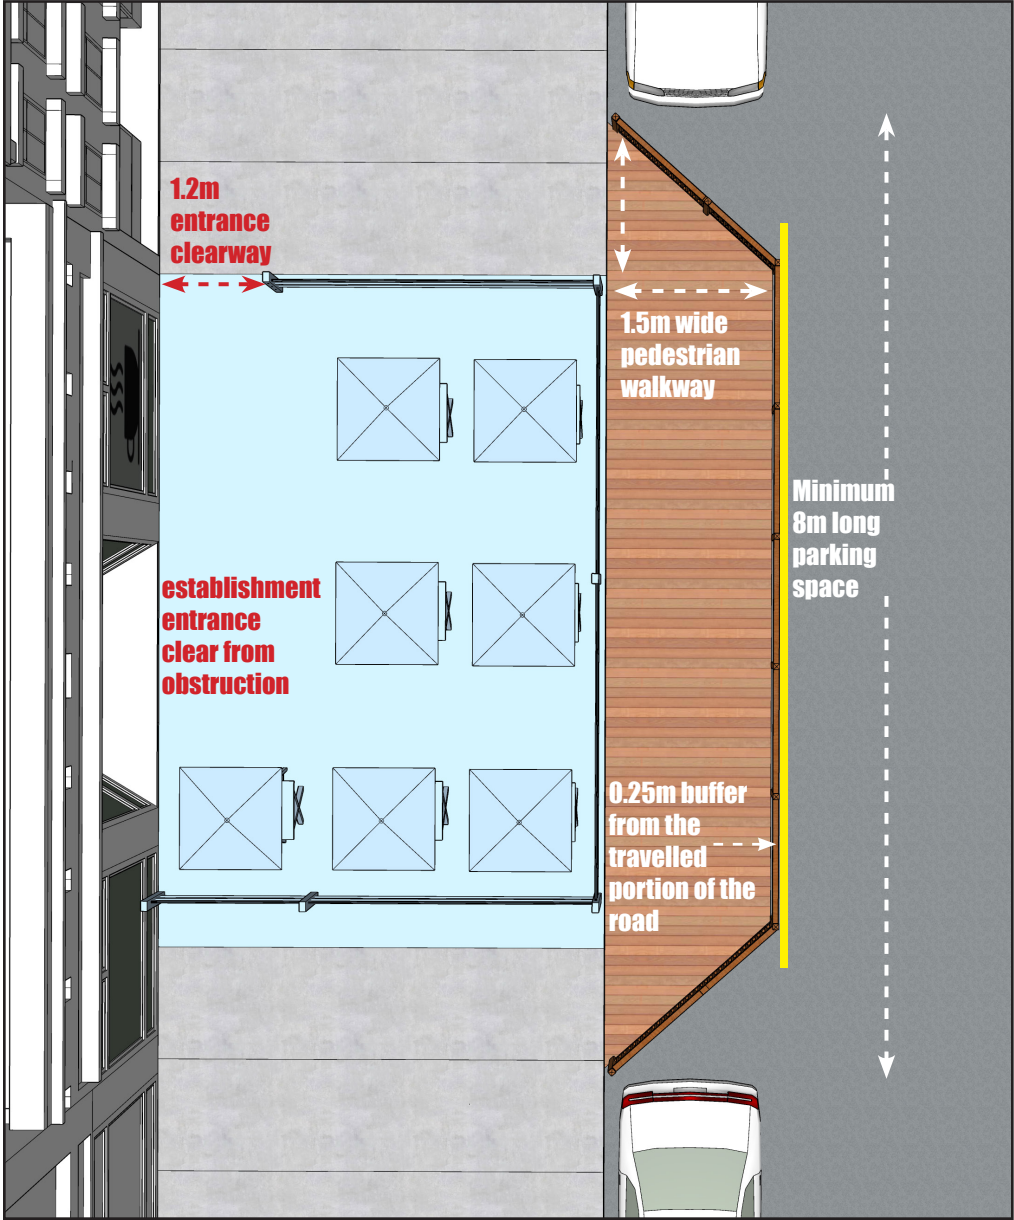 1.2m
entrance
clearway
1.5m wide
pedestrian
walkway
Minimum
8m long
parking
space
establishment
entrance
clear from
obstruction
0.25m buffer
from the
travelled
portion of the
road